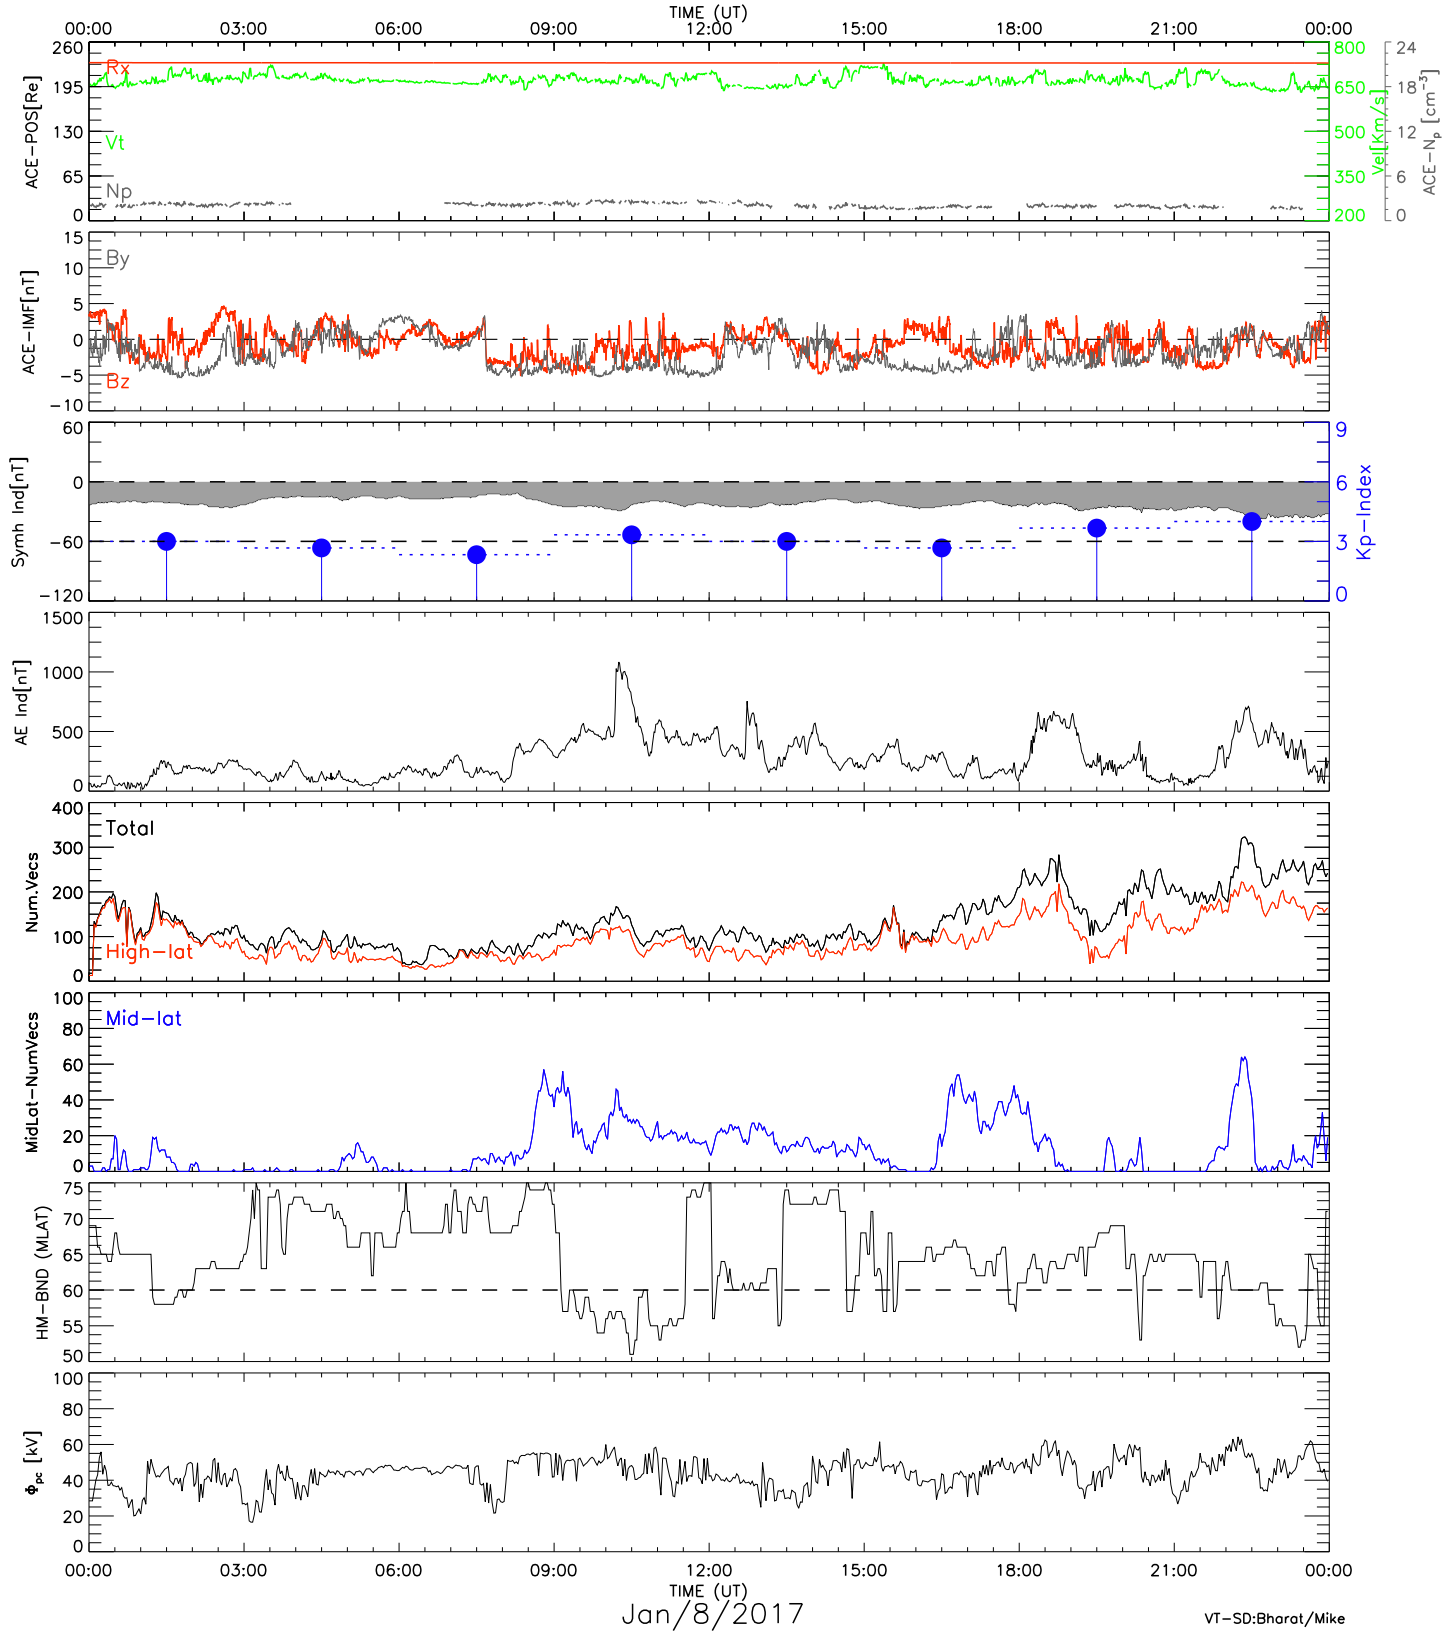 TIME (UT)
00:00 03:00 06:00 09:00 12:00 15:00 18:00 21:00 00:00
260 195 130 65 0
ACE-POS[Re]
Rx
Vt
Np
800 650 500 350 200
Vel[Km/s]
24 18 12 6 0
ACE-Np [cm⁻³]
15 10 5 0 -5 -10
ACE-IMF[nT]
By
Bz
60 0 -60 -120
Symh Ind[nT]
9 6 3 0
Kp-Index
1500 1000 500 0
AE Ind[nT]
400 300 200 100 0
Num.Vecs
Total
High-lat
100 80 60 40 20 0
MidLat-NumVecs
Mid-lat
75 70 65 60 55 50
HM-BND (MLAT)
100 80 60 40 20 0
Φpc [kV]
00:00 03:00 06:00 09:00 12:00 15:00 18:00 21:00 00:00
TIME (UT)
Jan/8/2017
VT-SD:Bharat/Mike